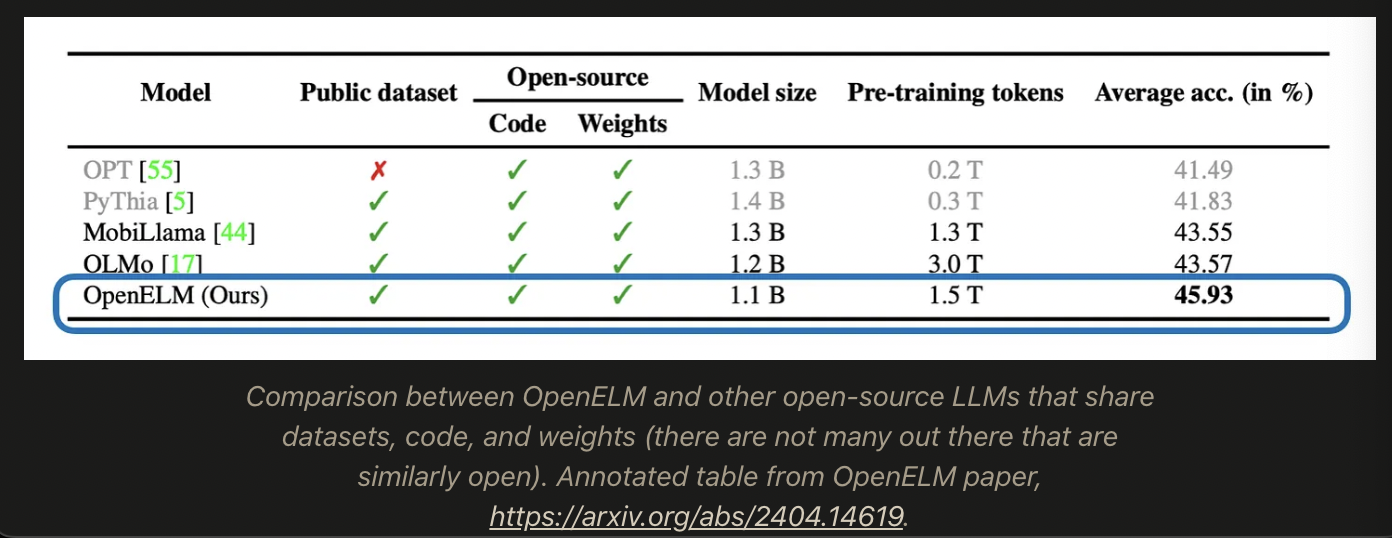 Model Public dataset Open-source Model size Pre-training tokens Average acc. (in %)
Code Weights
OPT [55] ✗ ✓ ✓ 1.3 B 0.2 T 41.49
PyThia [5] ✓ ✓ ✓ 1.4 B 0.3 T 41.83
MobiLlama [44] ✓ ✓ ✓ 1.3 B 1.3 T 43.55
OLMo [17] ✓ ✓ ✓ 1.2 B 3.0 T 43.57
OpenELM (Ours) ✓ ✓ ✓ 1.1 B 1.5 T 45.93
Comparison between OpenELM and other open-source LLMs that share
datasets, code, and weights (there are not many out there that are
similarly open). Annotated table from OpenELM paper,
https://arxiv.org/abs/2404.14619.